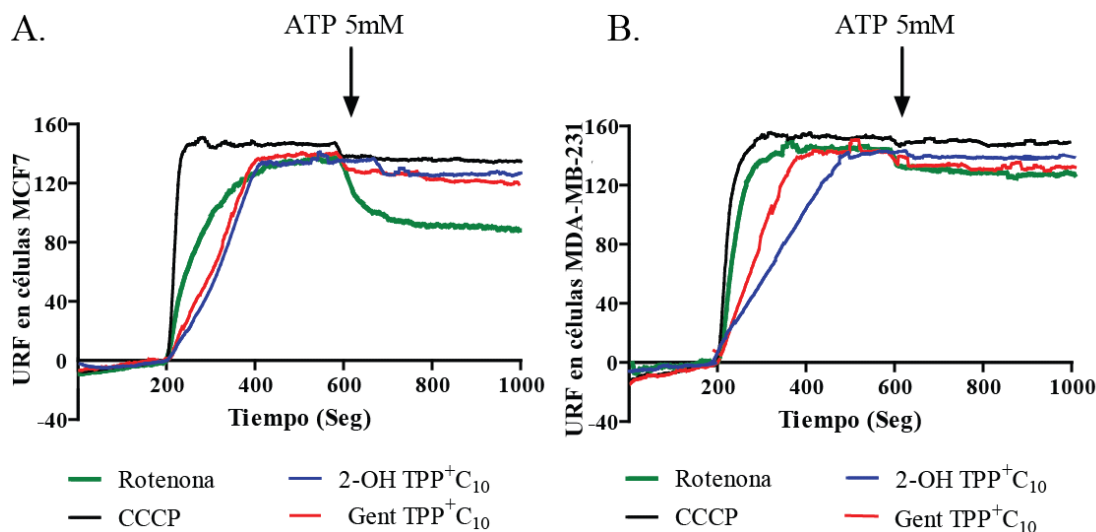 A.
ATP 5mM
URF en células MCF7
160
120
80
40
0
-40
200
400
600
800
1000
Tiempo (Seg)
Rotenona
2-OH TPP⁺C₁₀
CCCP
Gent TPP⁺C₁₀
B.
ATP 5mM
URF en células MDA-MB-231
160
120
80
40
0
-40
200
400
600
800
1000
Tiempo (Seg)
Rotenona
2-OH TPP⁺C₁₀
CCCP
Gent TPP⁺C₁₀